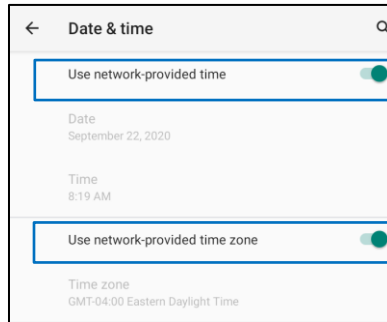 Date & time
Use network-provided time
Date
September 22, 2020
Time
8:19 AM
Use network-provided time zone
Time zone
GMT-04:00 Eastern Daylight Time